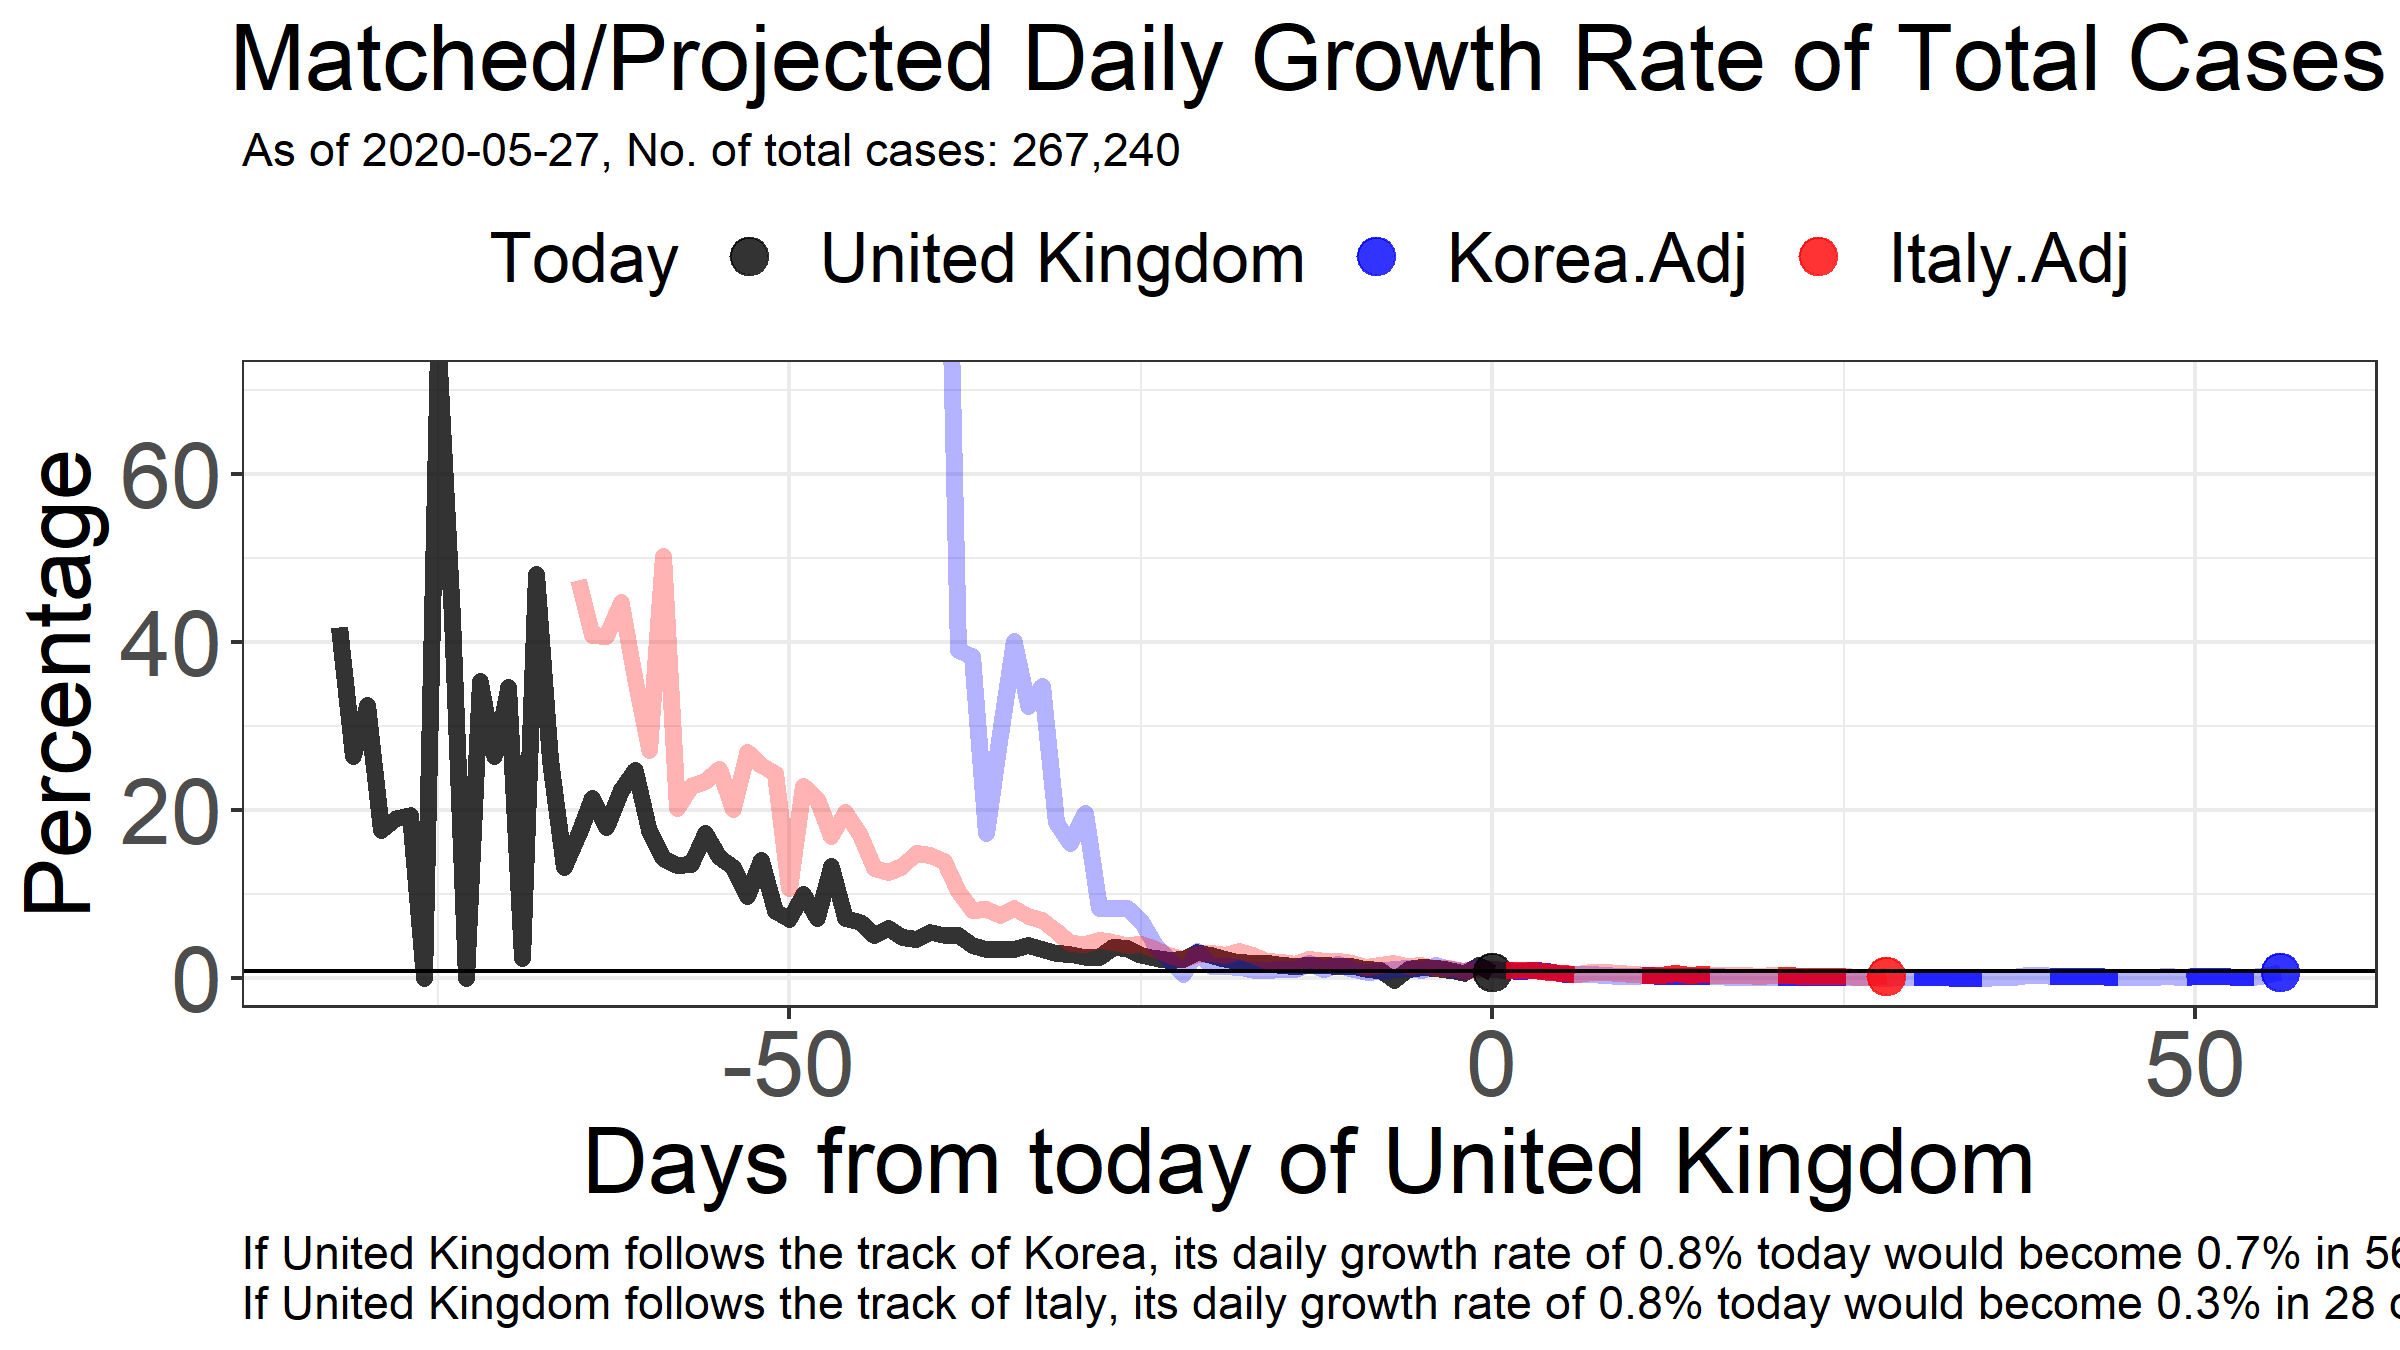 Matched/Projected Daily Growth Rate of Total Cases
As of 2020-05-27, No. of total cases: 267,240
Today United Kingdom Korea.Adj Italy.Adj
Percentage
60
40
20
0
-50 0 50
Days from today of United Kingdom
If United Kingdom follows the track of Korea, its daily growth rate of 0.8% today would become 0.7% in 56
If United Kingdom follows the track of Italy, its daily growth rate of 0.8% today would become 0.3% in 28